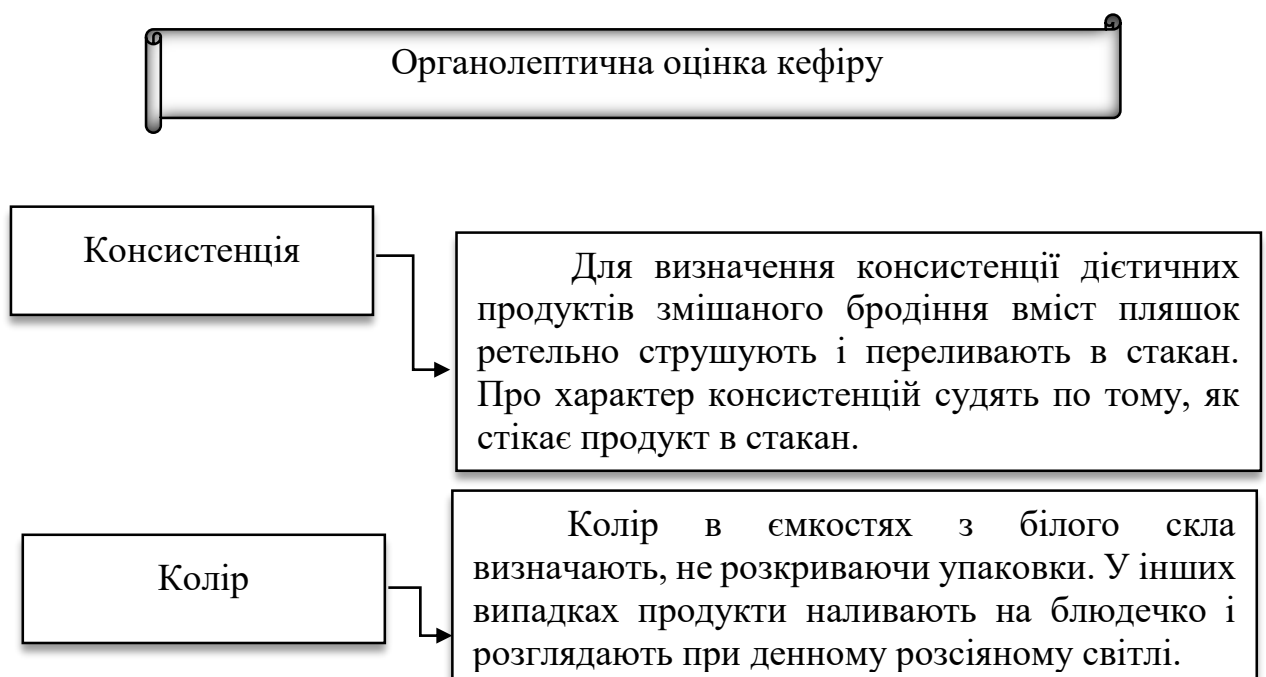 Органолептична оцінка кефіру
Консистенція
Для визначення консистенції дієтичних
продуктів змішаного бродіння вміст пляшок
ретельно струшують і переливають в стакан.
Про характер консистенцій судять по тому, як
стікає продукт в стакан.
Колір
Колір в ємкостях з білого скла
визначають, не розкриваючи упаковки. У інших
випадках продукти наливають на блюдечко і
розглядають при денному розсіяному світлі.